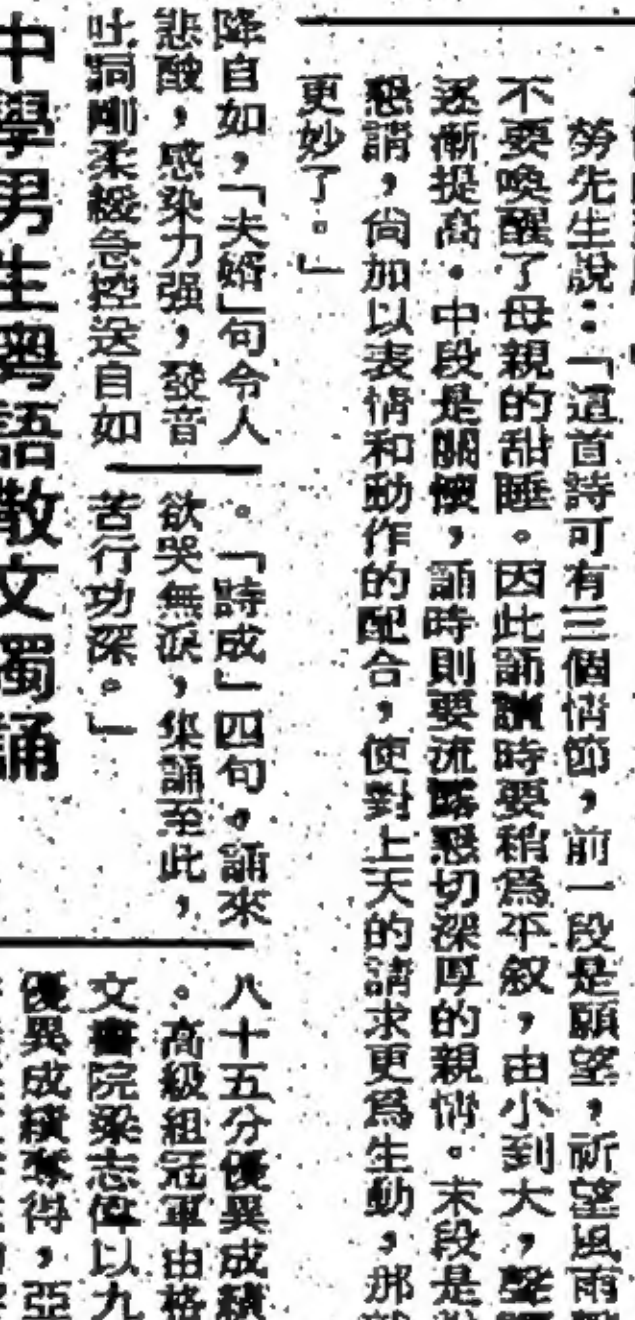 勞先生說：「這首詩可有三個情節，前一段是願望，祈望風雨
不要喚醒了母親的甜睡。因此誦讀時要稍爲平叙，由小到大，聲
逐漸提高。中段是關懷，誦時則要流露懇切深厚的親情。末段是
懇請，尙加以表情和動作的配合，使對上天的請求更爲生動，那
更妙了。」
降自如，「夫婿」句令人
悲酸，感染力强，發音
吐詞剛柔緩急控送自如
。「詩成」四句，誦來
欲哭無淚，集誦至此，
苦行功深。」
中學男生粵語散文獨誦
八十五分優異成績
。高級組冠軍由格
文書院梁志偉以九
優異成績奪得，亞